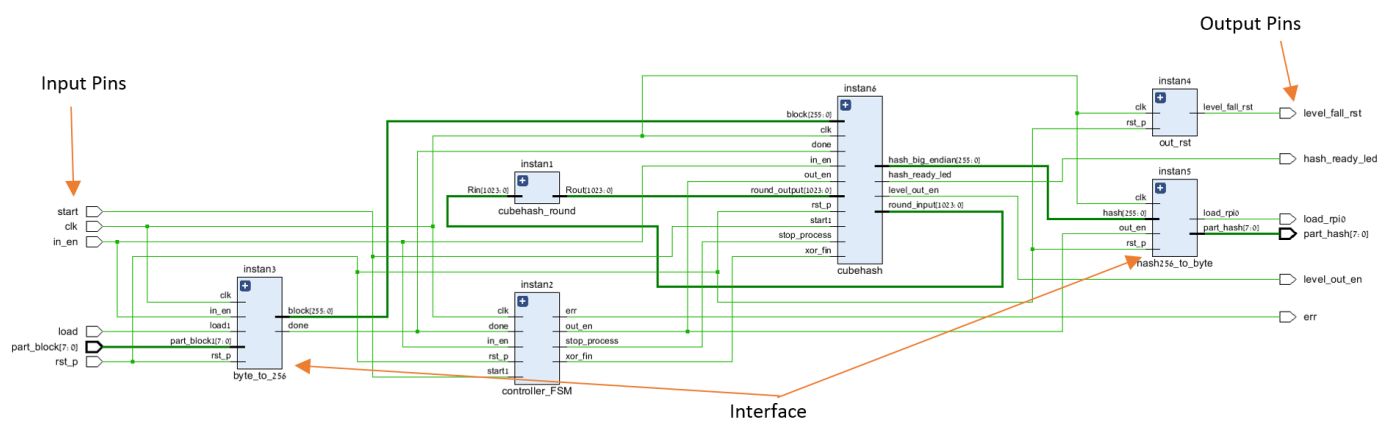 Output Pins
Input Pins
instan6
block[255:0]
clk
done
in_en
out_en
round_output[1023:0]
rst_p
start1
stop_process
xor_fin
hash_big_endian[255:0]
hash_ready_led
level_out_en
round_input[1023:0]
cubehash
instan4
clk
rst_p
level_fall_rst
out_rst
level_fall_rst
hash_ready_led
instan1
Rin[1023:0]
Rout[1023:0]
cubehash_round
instan5
clk
hash[255:0]
out_en
rst_p
load_rpi0
part_hash[7:0]
hash256_to_byte
load_rpi0
part_hash[7:0]
level_out_en
err
start
clk
in_en
load
part_block[7:0]
rst_p
instan3
clk
in_en
load1
part_block1[7:0]
rst_p
block[255:0]
done
byte_to_256
instan2
clk
done
in_en
rst_p
start1
err
out_en
stop_process
xor_fin
controller_FSM
Interface